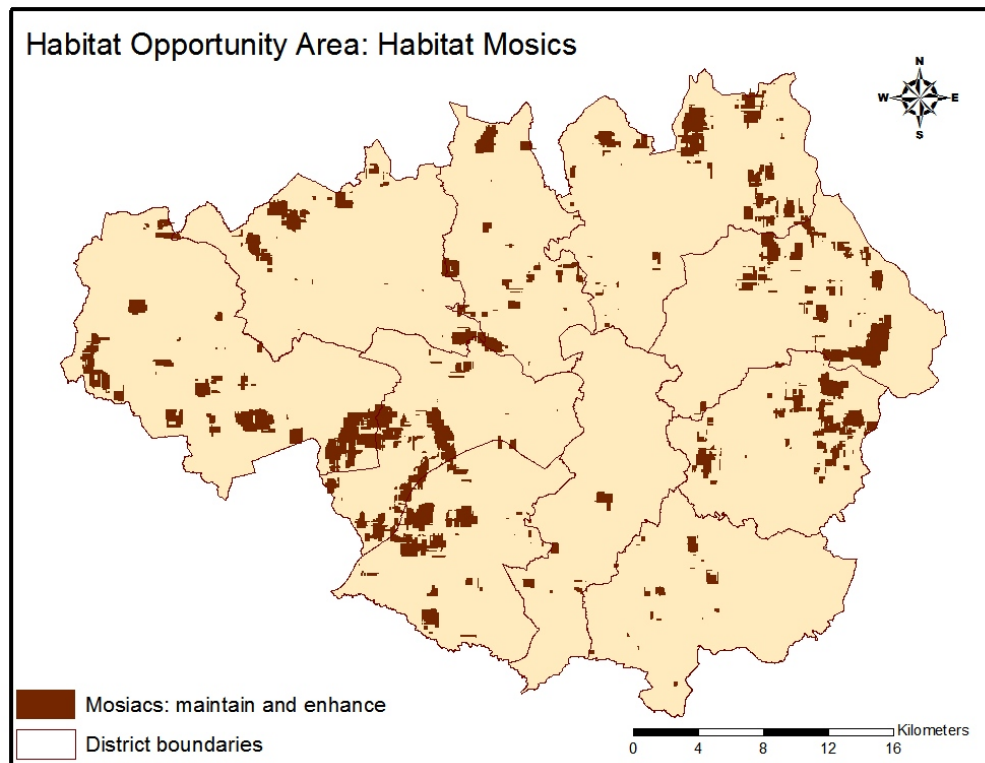 Habitat Opportunity Area: Habitat Mosics
N
W E
S
Mosiacs: maintain and enhance
District boundaries
Kilometers
0 4 8 12 16